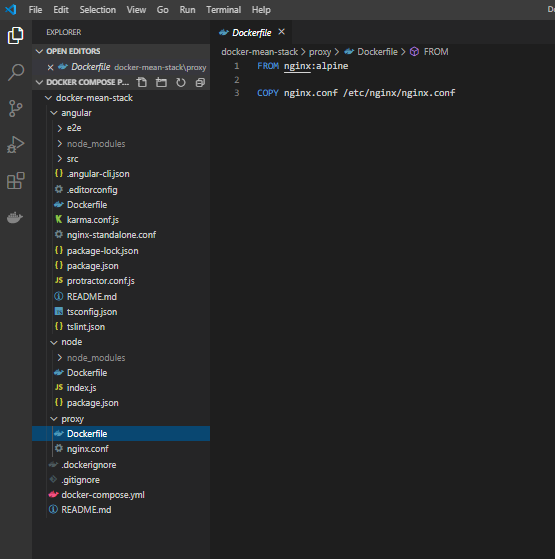 File Edit Selection View Go Run Terminal Help
EXPLORER
OPEN EDITORS
Dockerfile docker-mean-stack\proxy
DOCKER COMPOSE P...
docker-mean-stack
angular
e2e
node_modules
src
.angular-cli.json
.editorconfig
Dockerfile
karma.conf.js
nginx-standalone.conf
package-lock.json
package.json
protractor.conf.js
README.md
tsconfig.json
tslint.json
node
node_modules
Dockerfile
index.js
package.json
proxy
Dockerfile
nginx.conf
.dockerignore
.gitignore
docker-compose.yml
README.md
Dockerfile
docker-mean-stack > proxy > Dockerfile > FROM
1 FROM nginx:alpine
2
3 COPY nginx.conf /etc/nginx/nginx.conf